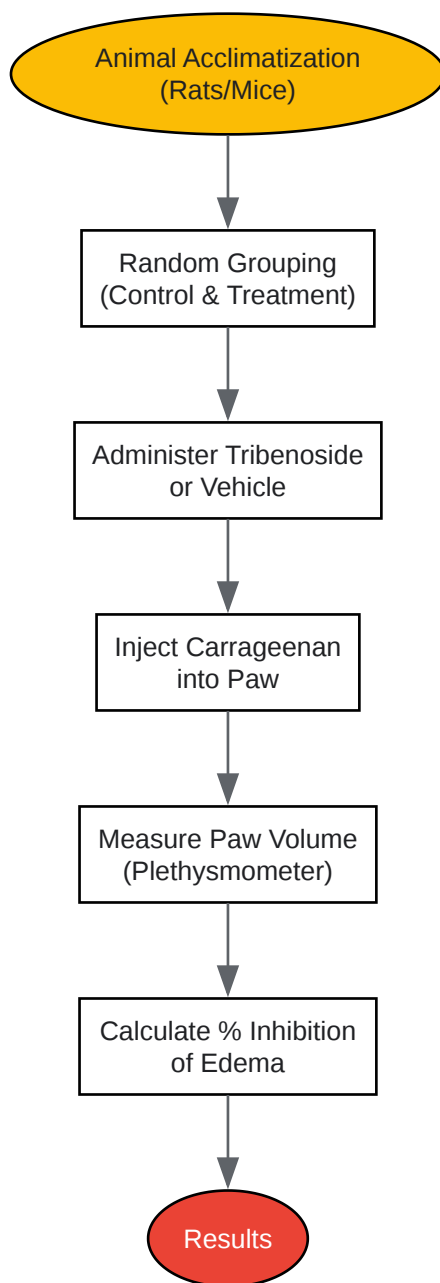 Animal Acclimatization
(Rats/Mice)
Random Grouping
(Control & Treatment)
Administer Tribenoside
or Vehicle
Inject Carrageenan
into Paw
Measure Paw Volume
(Plethysmometer)
Calculate % Inhibition
of Edema
Results